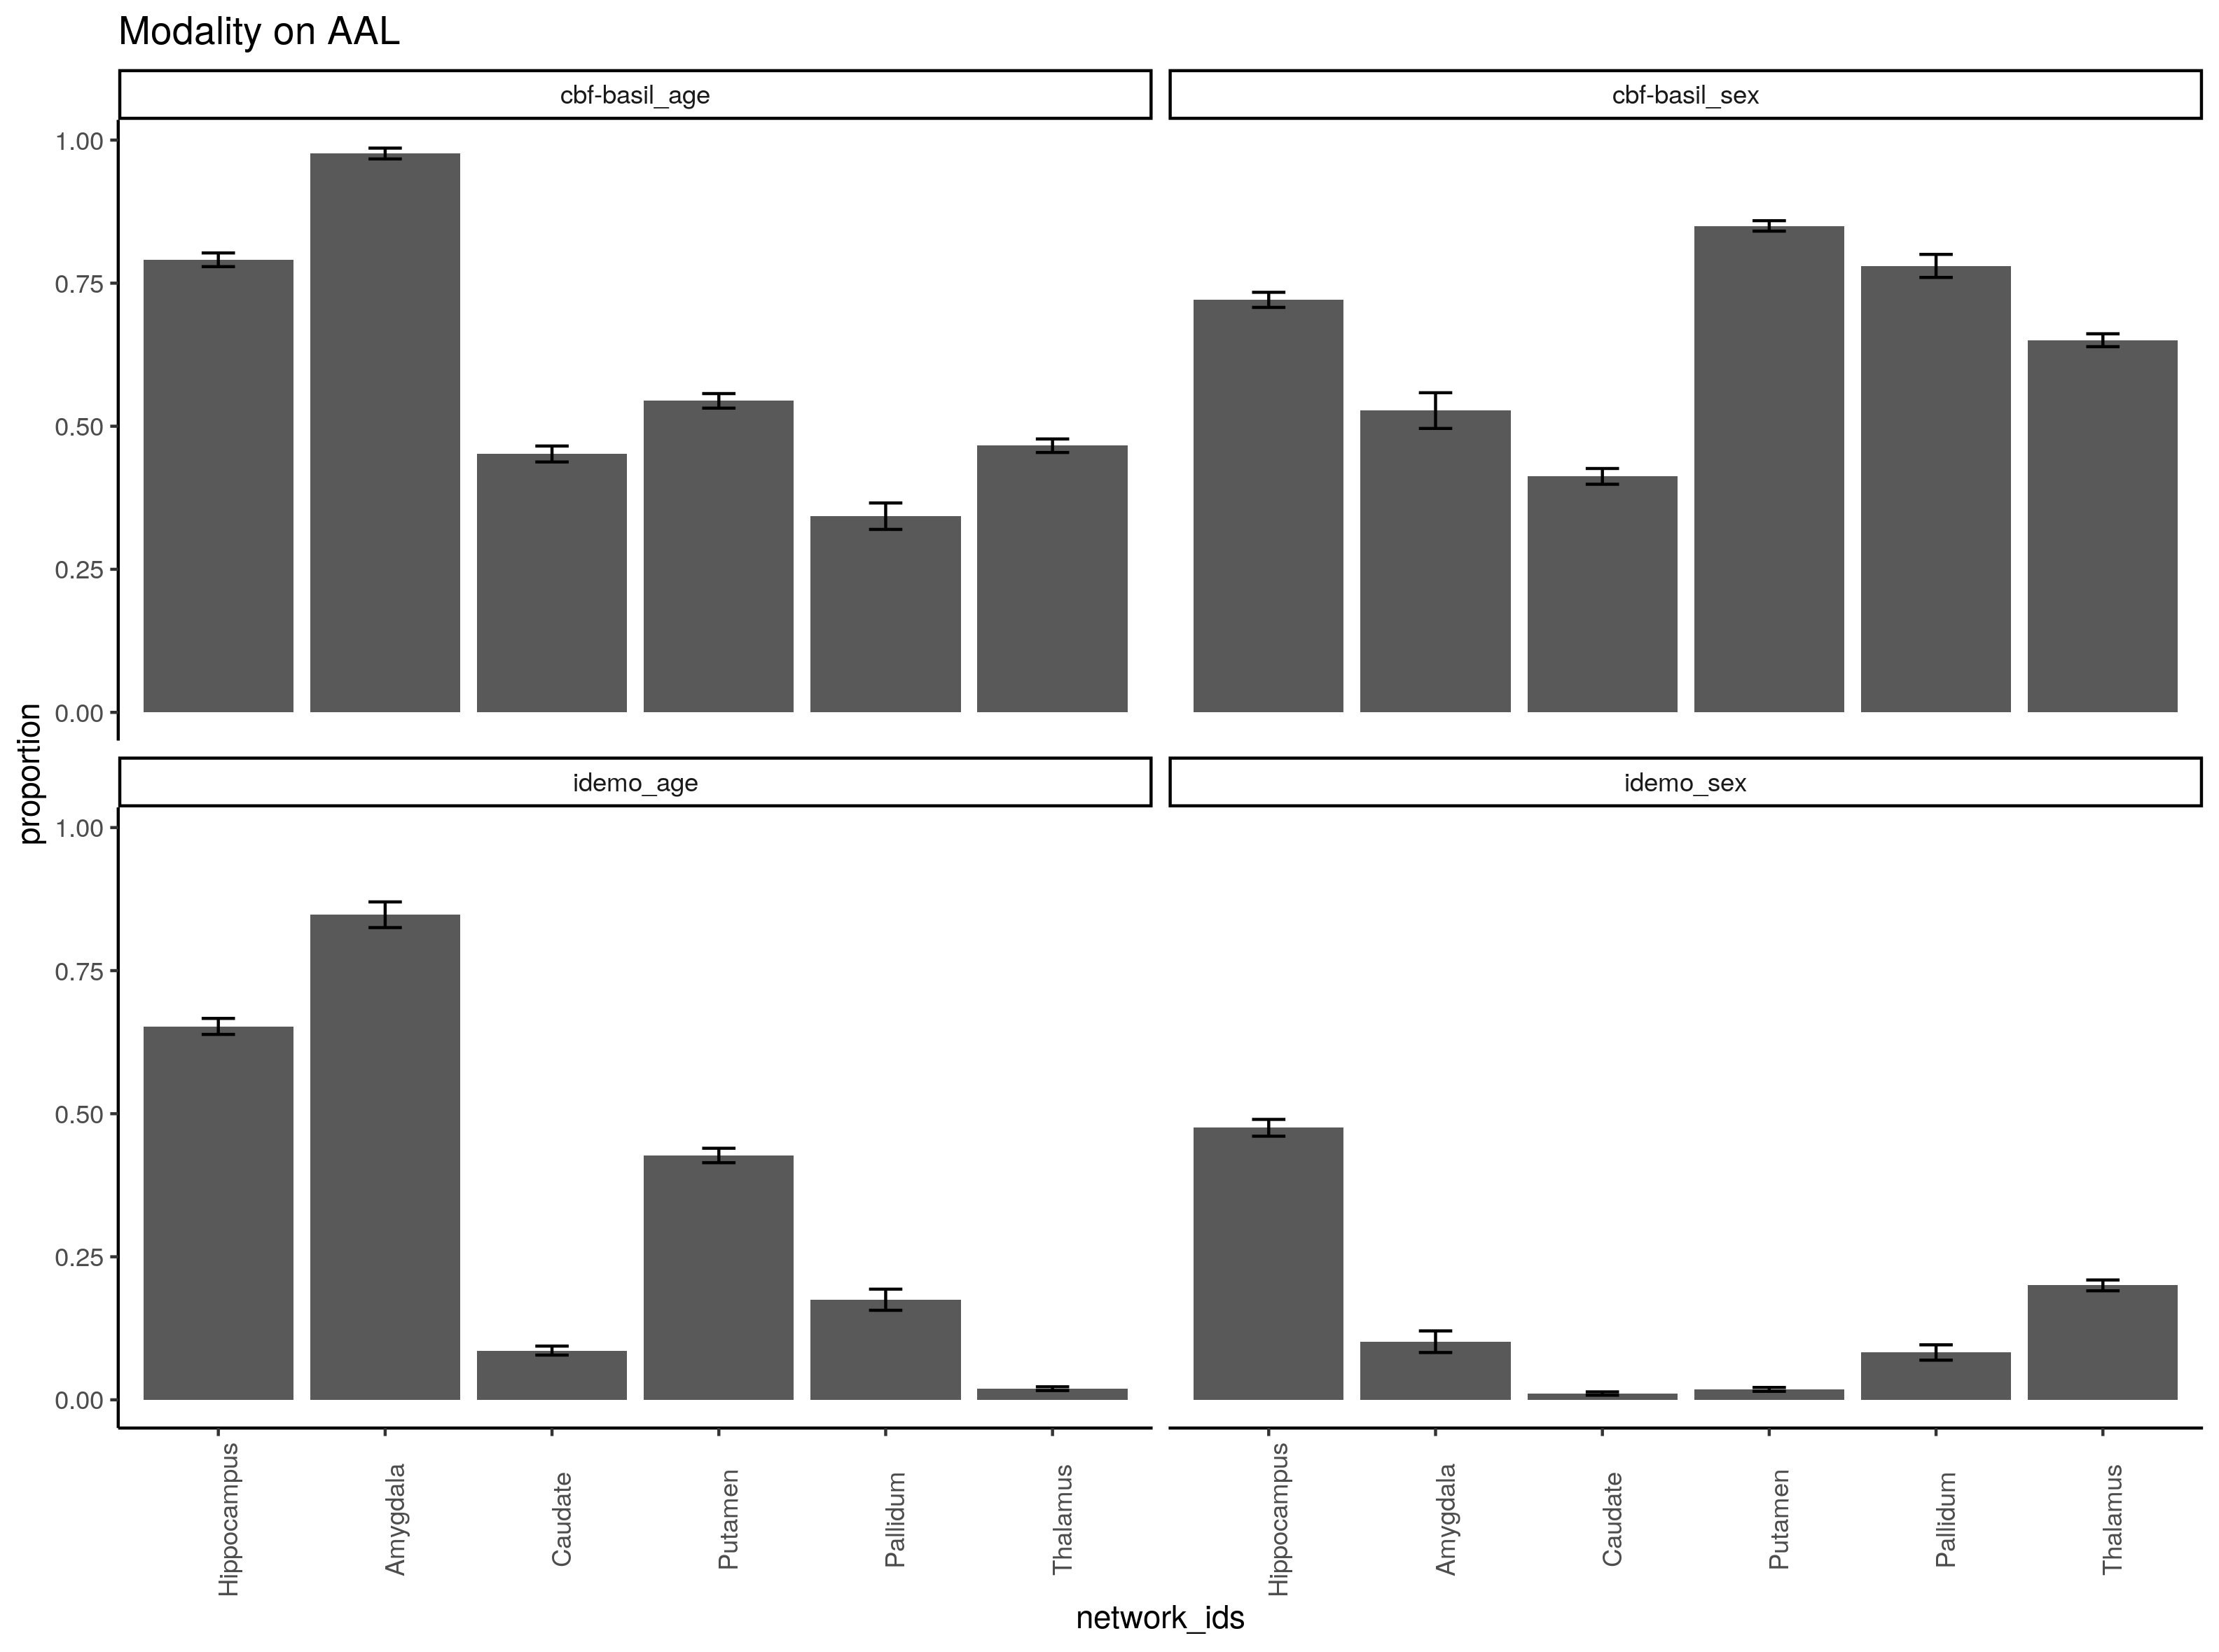 Modality on AAL
cbf-basil_age
cbf-basil_sex
1.00
0.75
0.50
0.25
0.00
idemo_age
idemo_sex
1.00
0.75
0.50
0.25
0.00
proportion
Hippocampus
Amygdala
Caudate
Putamen
Pallidum
Thalamus
Hippocampus
Amygdala
Caudate
Putamen
Pallidum
Thalamus
network_ids